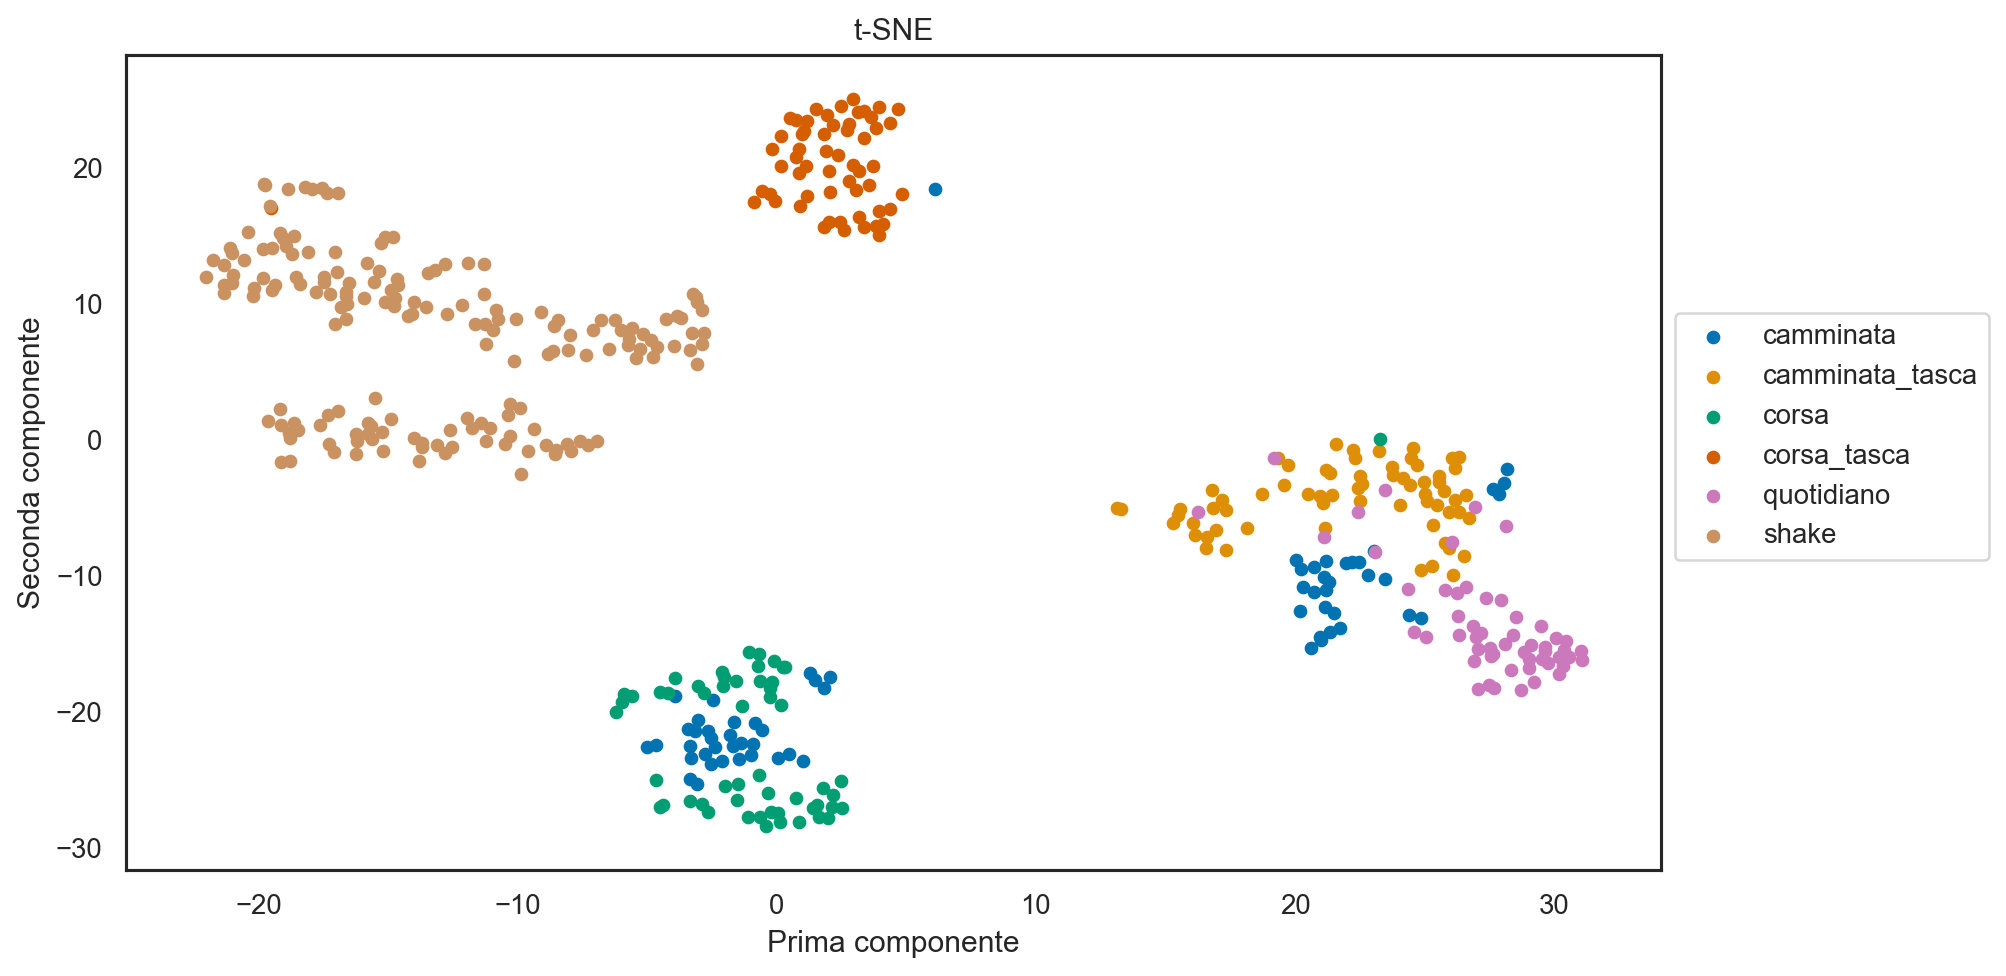 t-SNE
Seconda componente
20
10
0
−10
−20
−30
−20
−10
0
10
20
30
Prima componente
camminata
camminata_tasca
corsa
corsa_tasca
quotidiano
shake